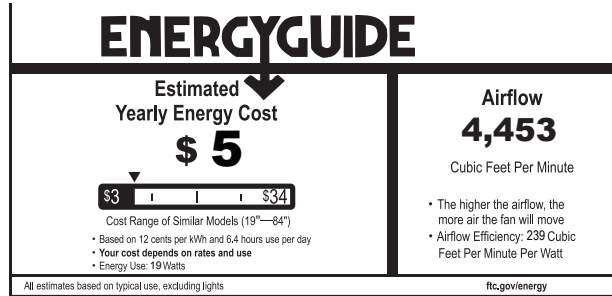 ENERGYGUIDE
Estimated
Yearly Energy Cost
$ 5
$3 $34
Cost Range of Similar Models (19"—84")
• Based on 12 cents per kWh and 6.4 hours use per day
• Your cost depends on rates and use
• Energy Use: 19 Watts
Airflow
4,453
Cubic Feet Per Minute
• The higher the airflow, the
more air the fan will move
• Airflow Efficiency: 239 Cubic
Feet Per Minute Per Watt
All estimates based on typical use, excluding lights
ftc.gov/energy